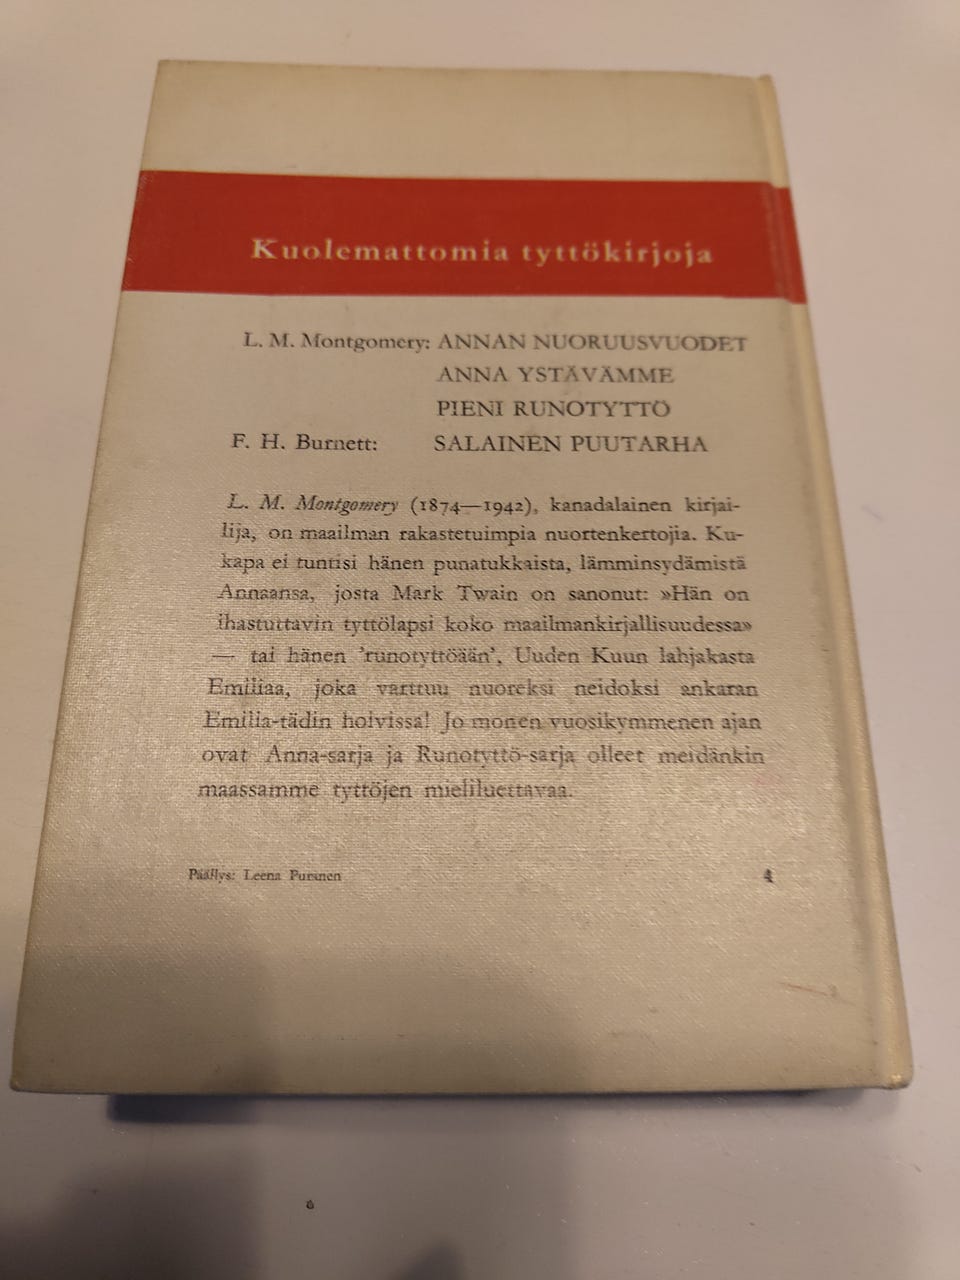 Kuolemattomia tyttökirjoja
L. M. Montgomery: ANNAN NUORUUSVUODET
ANNA YSTÄVÄMME
PIENI RUNOTYTTÖ
F. H. Burnett: SALAINEN PUUTARHA
L. M. Montgomery (1874—1942), kanadalainen kirjai-
lija, on maailman rakastetuimpia nuortenkertojia. Ku-
kapa ei tuntisi hänen punatukkaista, lämminsydämistä
Annaansa, josta Mark Twain on sanonut: »Hän on
ihastuttavin tyttölapsi koko maailmankirjallisuudessa»
— tai hänen 'runotyttöään', Uuden Kuun lahjakasta
Emiliaa, joka varttuu nuoreksi neidoksi ankaran
Emilia-tädin hoivissa! Jo monen vuosikymmenen ajan
ovat Anna-sarja ja Runotyttö-sarja olleet meidänkin
maassamme tyttöjen mieliluettavaa.
Päällys: Leena Puranen 4